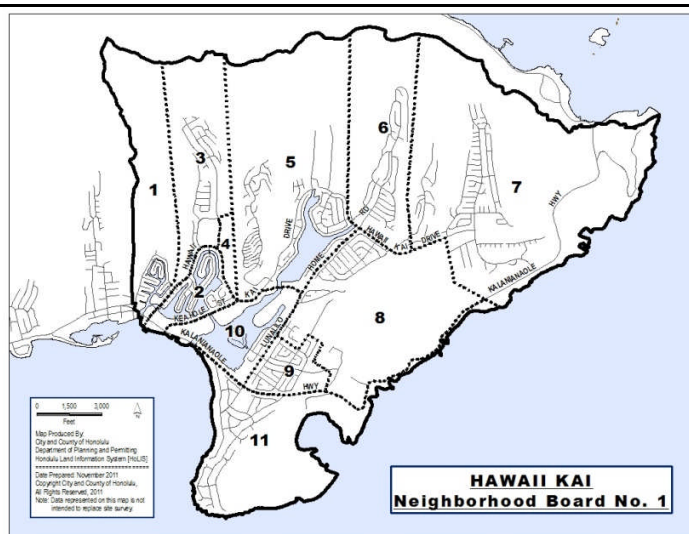 1
3
5
6
7
4
2
10
8
9
11
HAWAII
KAI
DRIVE
KEAHOLE ST
KALANIANAOLE
LUNALILO
HOME
RD
HAWAII
KAI
DRIVE
KALANIANAOLE
HWY
HWY
0 1,500 3,000
Feet
Map Produced By:
City and County of Honolulu
Department of Planning and Permitting
Honolulu Land Information System [HoLIS]
Date Prepared: November 2011
Copyright City and County of Honolulu,
All Rights Reserved, 2011
Note: Data represented on this map is not
intended to replace site survey.
HAWAII KAI
Neighborhood Board No. 1